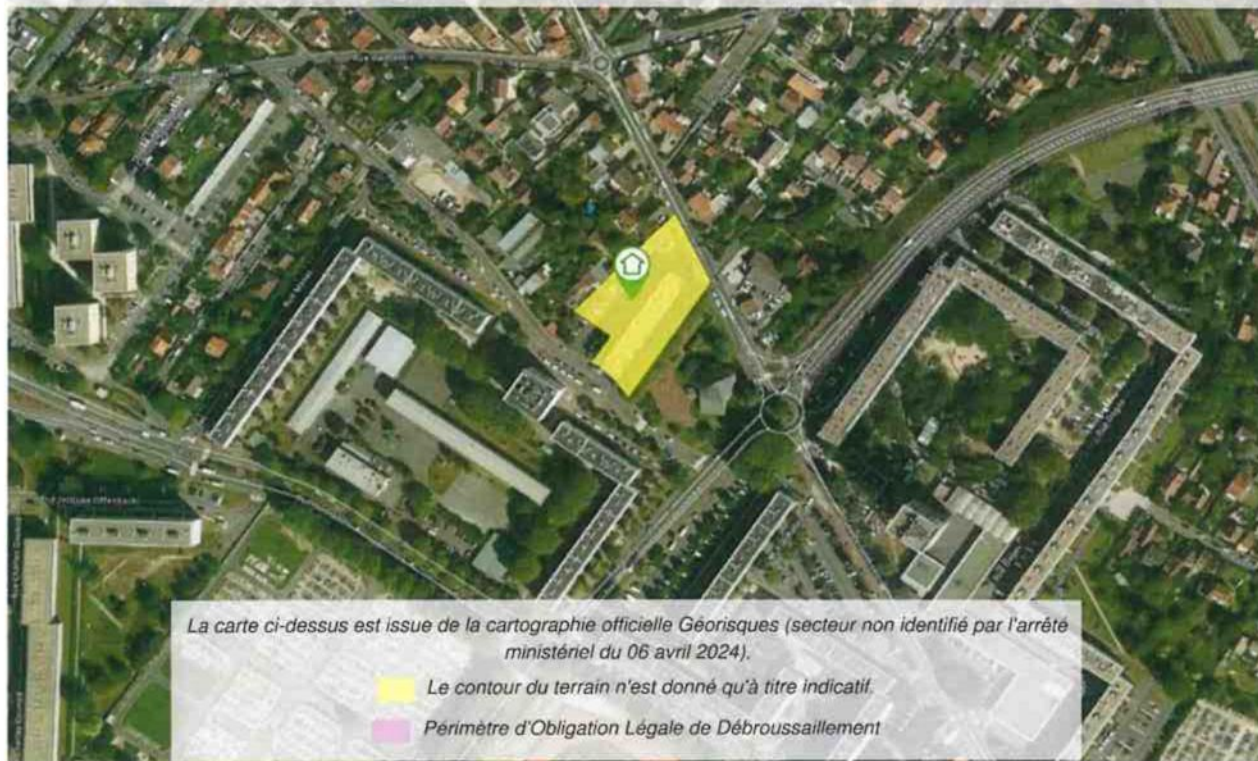 La carte ci-dessus est issue de la cartographie officielle Géorisques (secteur non identifié par l'arrêté
ministériel du 06 avril 2024).
Le contour du terrain n'est donné qu'à titre indicatif.
Périmètre d'Obligation Légale de Débroussaillement